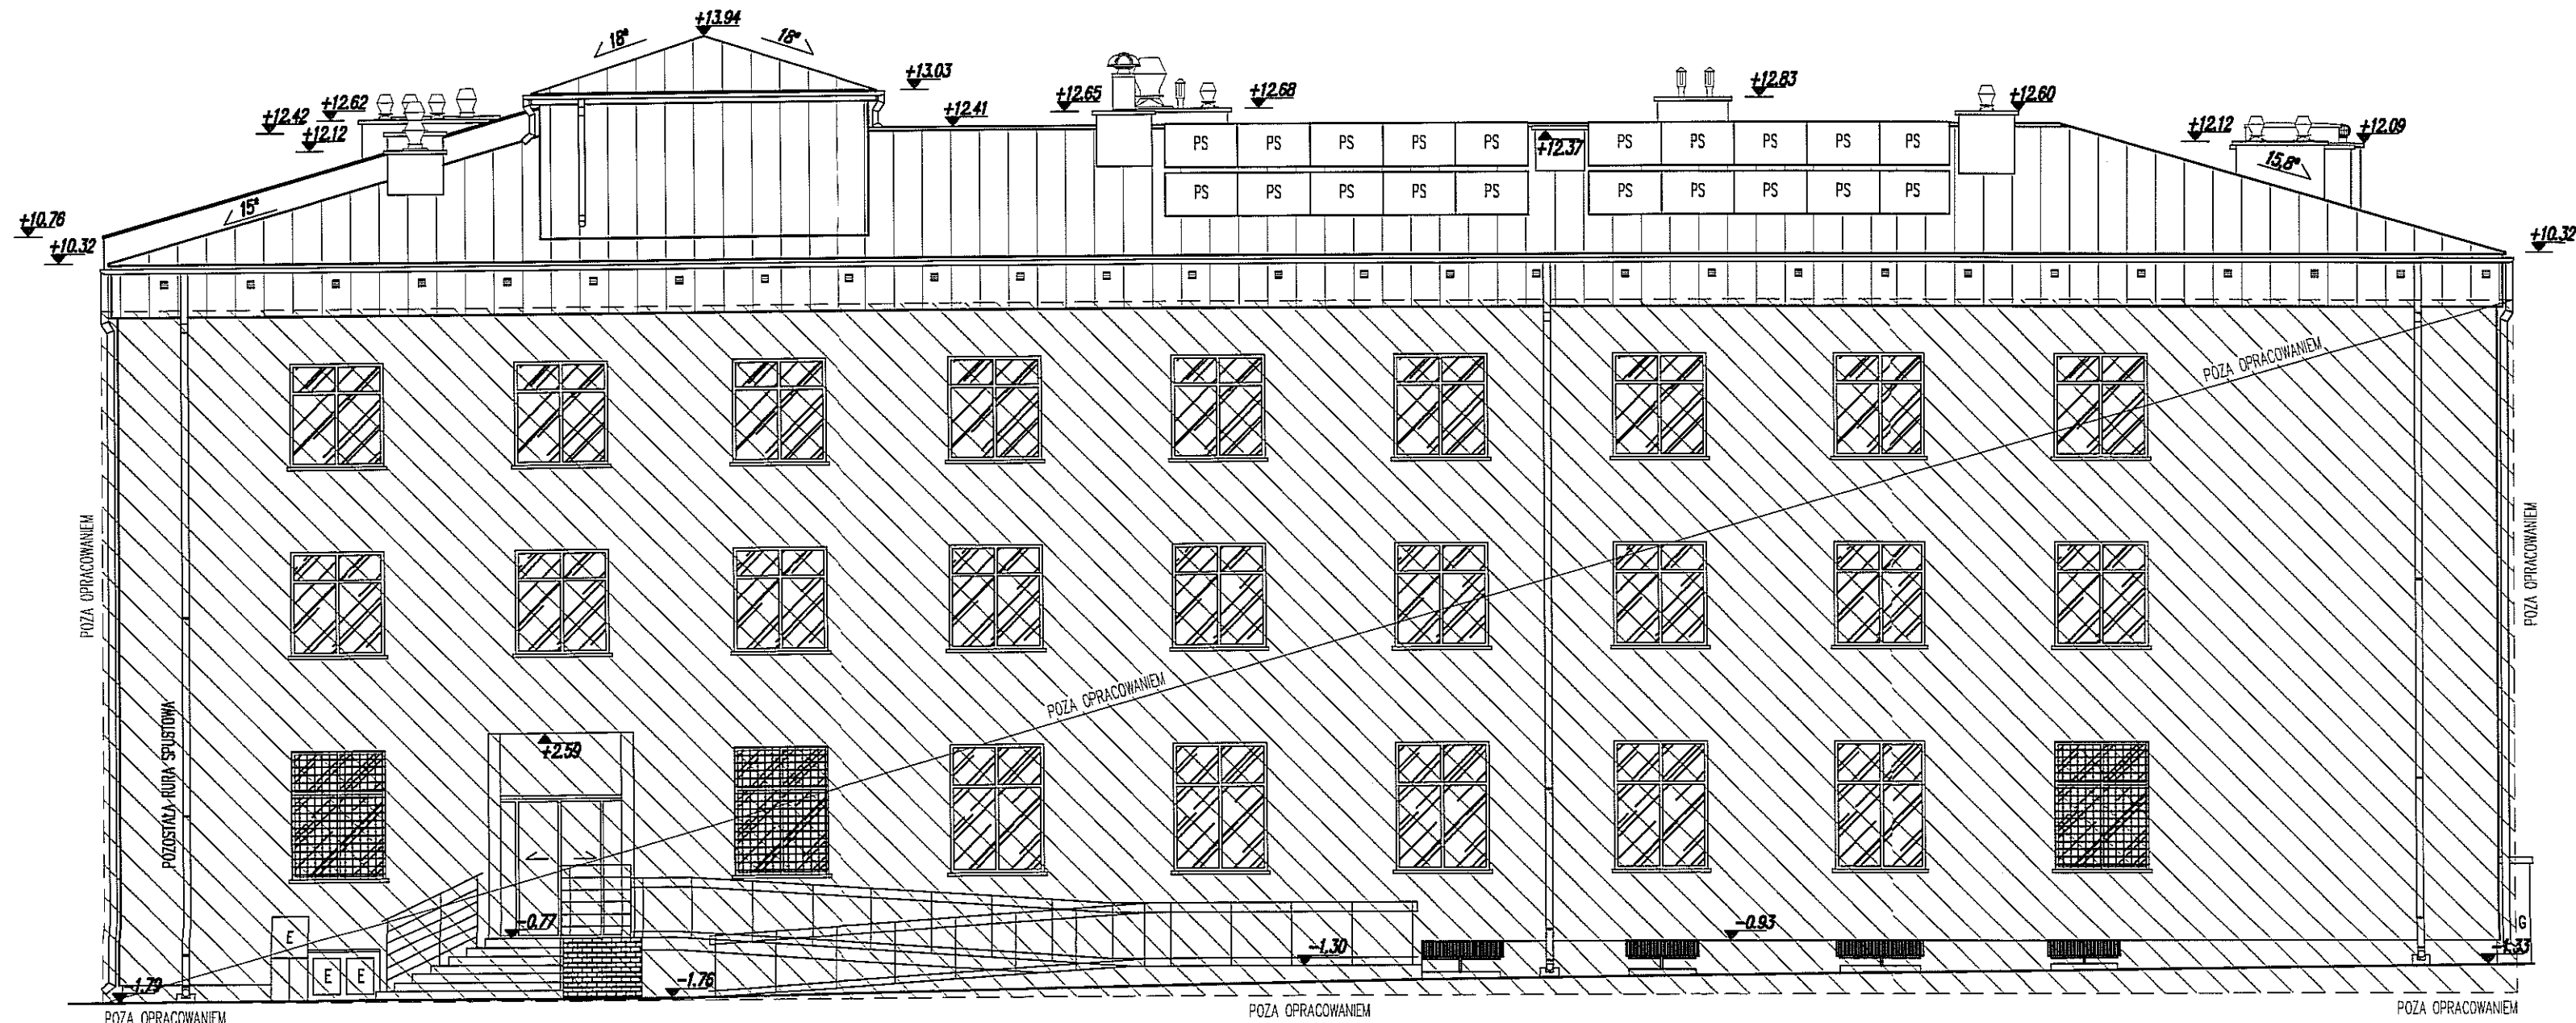 +13.94
18° 18°
+13.03
+12.62
+12.42
+12.12
+12.65
+12.68
+12.83
+12.60
+12.41
+12.37
+12.12
+12.09
15,8°
PS PS PS PS PS PS PS PS PS PS
PS PS PS PS PS PS PS PS PS PS
15°
+10.76
+10.32
+10.32
POZA OPRACOWANIEM
POZA OPRACOWANIEM
POZA OPRACOWANIEM
POZA OPRACOWANIEM
POZOSTAŁA RURA SPUSTOWA
+2.59
-0.77
-0.93
E
E E
G
-1.30
-1.33
-1.79
-1.76
POZA OPRACOWANIEM
POZA OPRACOWANIEM
POZA OPRACOWANIEM